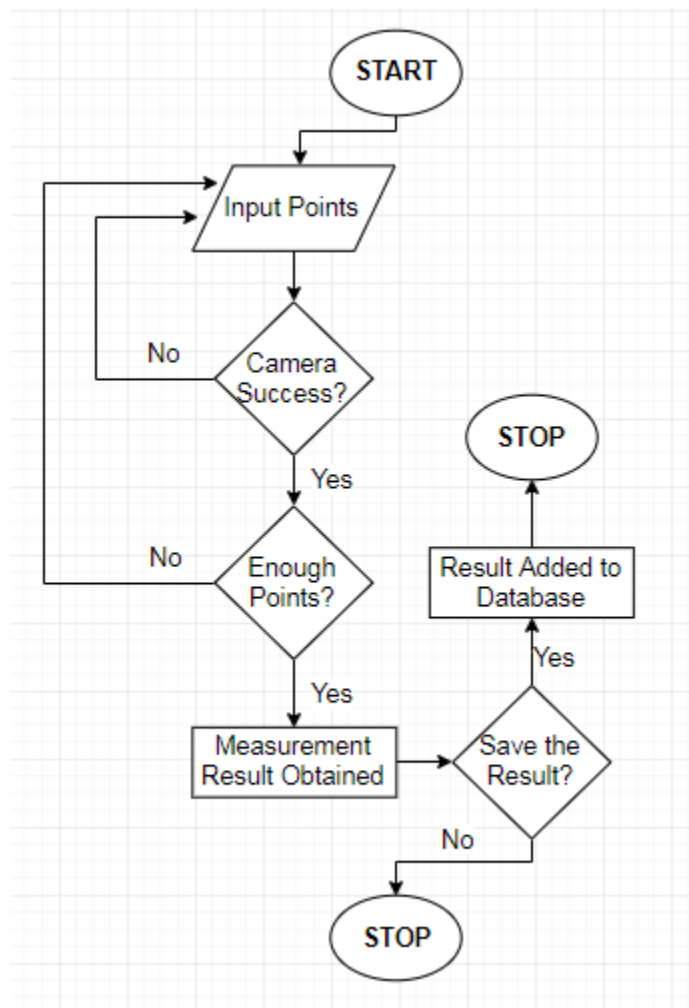 START
Input Points
No
Camera
Success?
Yes
No
Enough
Points?
Yes
Measurement
Result Obtained
Save the
Result?
Yes
Result Added to
Database
STOP
No
STOP